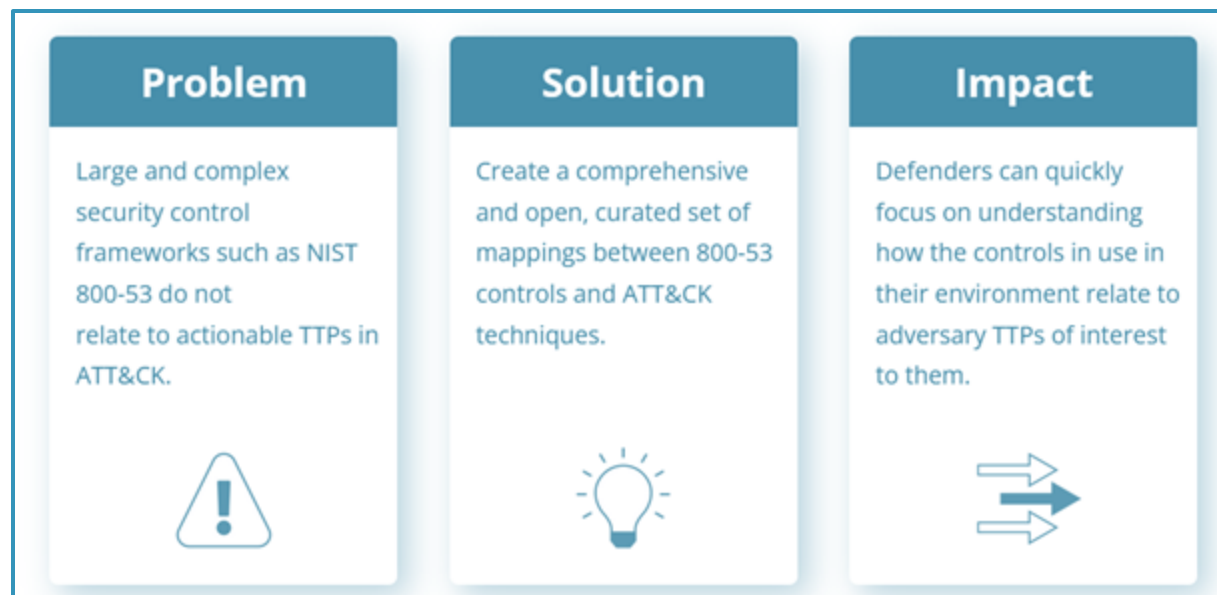 Problem
Large and complex
security control
frameworks such as NIST
800-53 do not
relate to actionable TTPs in
ATT&CK.
Solution
Create a comprehensive
and open, curated set of
mappings between 800-53
controls and ATT&CK
techniques.
Impact
Defenders can quickly
focus on understanding
how the controls in use in
their environment relate to
adversary TTPs of interest
to them.